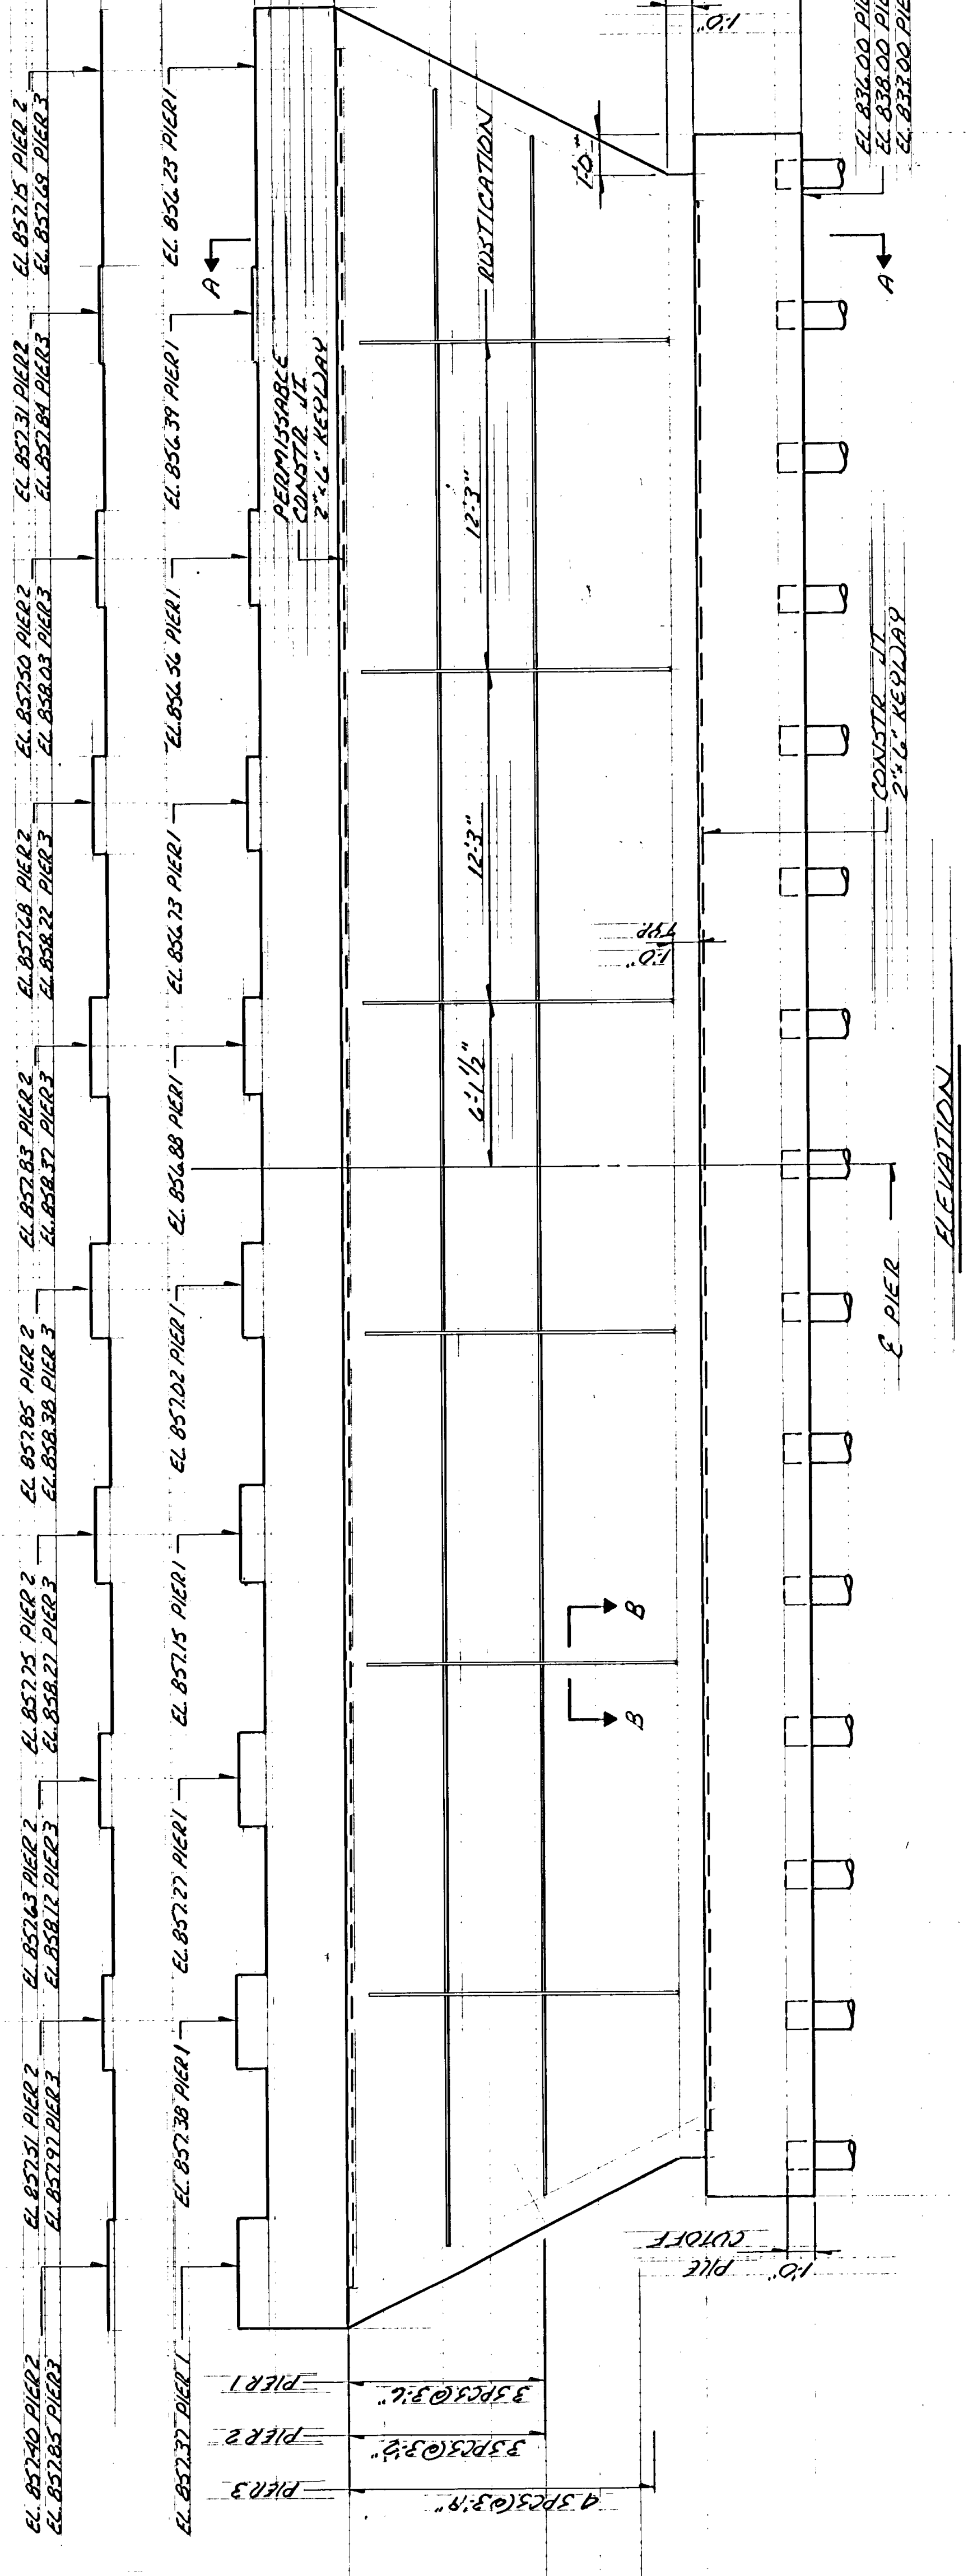 EL. 857.40 PIER 2
EL. 857.85 PIER 3
EL. 857.51 PIER 2
EL. 857.97 PIER 3
EL. 857.63 PIER 2
EL. 858.12 PIER 3
EL. 857.75 PIER 2
EL. 858.27 PIER 3
EL. 857.85 PIER 2
EL. 858.38 PIER 3
EL. 857.83 PIER 2
EL. 858.37 PIER 3
EL. 857.68 PIER 2
EL. 858.22 PIER 3
EL. 857.50 PIER 2
EL. 858.03 PIER 3
EL. 857.31 PIER 2
EL. 857.84 PIER 3
EL. 857.15 PIER 2
EL. 857.69 PIER 3
EL. 857.37 PIER 1
EL. 857.38 PIER 1
EL. 857.27 PIER 1
EL. 857.15 PIER 1
EL. 857.02 PIER 1
EL. 856.88 PIER 1
EL. 856.73 PIER 1
EL. 856.56 PIER 1
EL. 856.39 PIER 1
EL. 856.23 PIER 1
A
PERMISSABLE
CONSTR. JT.
2"x6" KEYWAY
PIER 1
PIER 2
PIER 3
3 SPCS @ 3'-6"
6'-1 1/2"
12'-3"
12'-3"
RUSTICATION
B
B
1'-0"
TYP.
1'-0"
1'-0"
PILE
CUTOFF
1'-0"
CONSTR. JT.
2"x6" KEYWAY
A
EL. 836.00
EL. 838.00
EL. 833.00
℄ PIER
ELEVATION